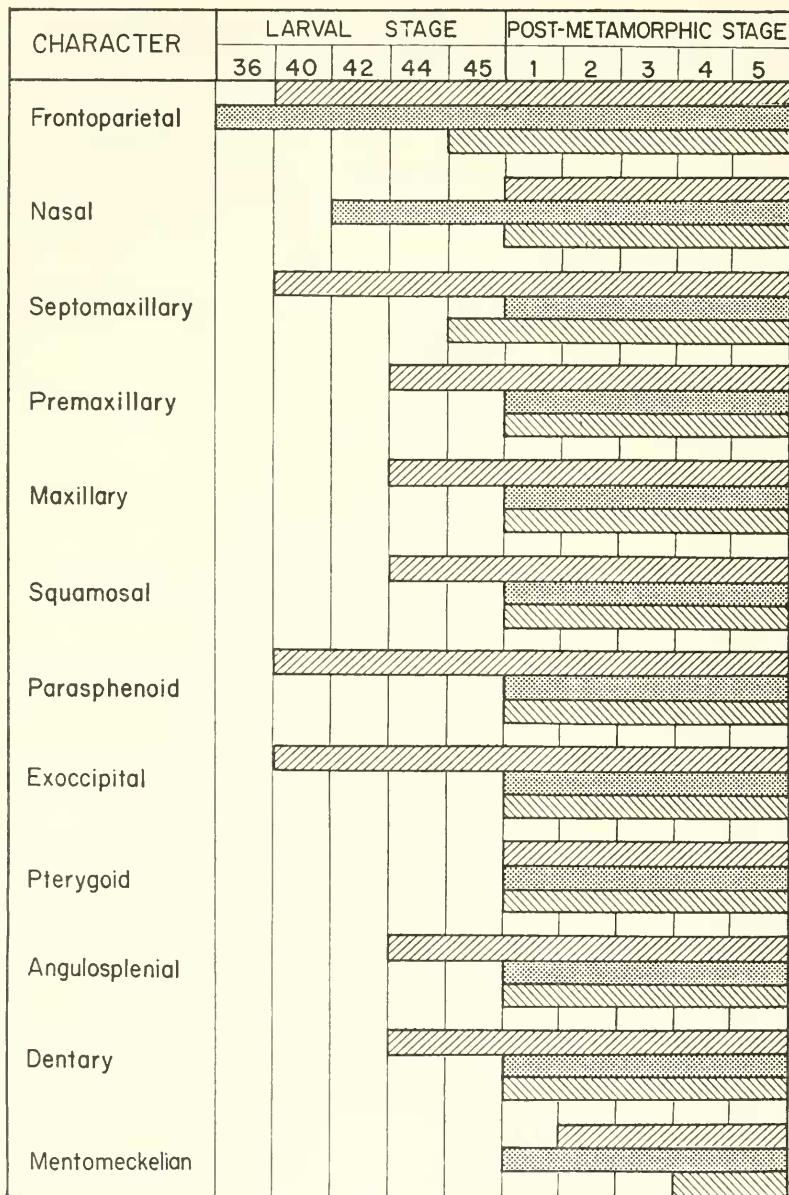 CHARACTER
LARVAL STAGE
POST-METAMORPHIC STAGE
36 40 42 44 45 1 2 3 4 5
Frontoparietal
Nasal
Septomaxillary
Premaxillary
Maxillary
Squamosal
Parasphenoid
Exoccipital
Pterygoid
Angulosplenial
Dentary
Mentomeckelian